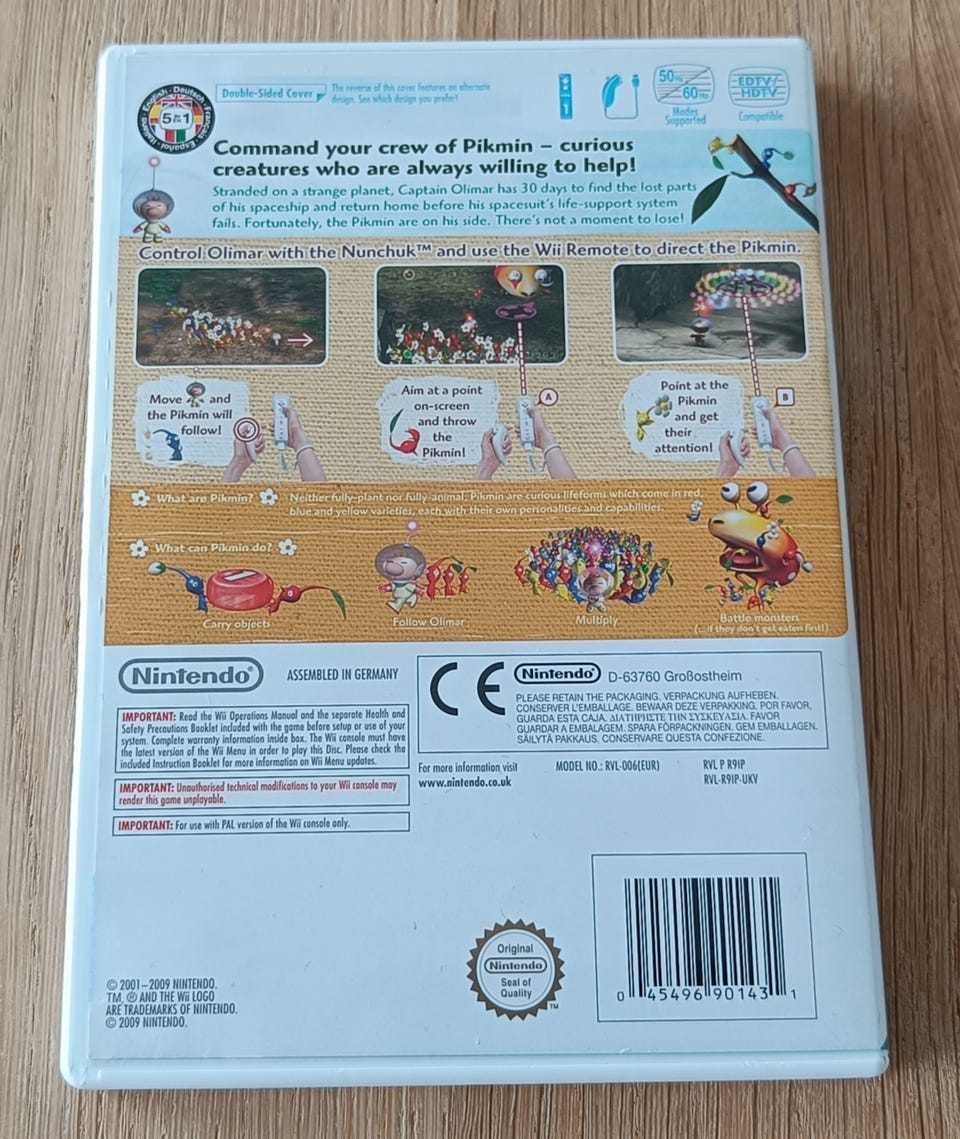 English · Deutsch · Français · Español · Italiano
5 IN 1
Double-Sided Cover
The reverse of this cover features an alternate
design. See which design you prefer!
1
50Hz
60Hz
Modes
Supported
EDTV/
HDTV
Compatible
Command your crew of Pikmin – curious
creatures who are always willing to help!
Stranded on a strange planet, Captain Olimar has 30 days to find the lost parts
of his spaceship and return home before his spacesuit's life-support system
fails. Fortunately, the Pikmin are on his side. There's not a moment to lose!
Control Olimar with the Nunchuk™ and use the Wii Remote to direct the Pikmin.
Move and
the Pikmin will
follow!
Aim at a point
on-screen
and throw
the
Pikmin!
A
Point at the
Pikmin
and get
their
attention!
B
What are Pikmin?
Neither fully-plant nor fully-animal, Pikmin are curious lifeforms which come in red,
blue and yellow varieties, each with their own personalities and capabilities.
What can Pikmin do?
1
Carry objects
Follow Olimar
Multiply
Battle monsters
(...if they don't get eaten first!)
Nintendo®
ASSEMBLED IN GERMANY
IMPORTANT: Read the Wii Operations Manual and the separate Health and
Safety Precautions Booklet included with the game before setup or use of your
system. Complete warranty information inside box. The Wii console must have
the latest version of the Wii Menu in order to play this Disc. Please check the
included Instruction Booklet for more information on Wii Menu updates.
IMPORTANT: Unauthorised technical modifications to your Wii console may
render this game unplayable.
IMPORTANT: For use with PAL version of the Wii console only.
CE
Nintendo® D-63760 Großostheim
PLEASE RETAIN THE PACKAGING. VERPACKUNG AUFHEBEN.
CONSERVER L'EMBALLAGE. BEWAAR DEZE VERPAKKING. POR FAVOR,
GUARDA ESTA CAJA. ΔΙΑΤΗΡΗΣΤΕ ΤΗΝ ΣΥΣΚΕΥΑΣΙΑ. FAVOR
GUARDAR A EMBALAGEM. SPARA FÖRPACKNINGEN. GEM EMBALLAGEN.
SÄILYTÄ PAKKAUS. CONSERVARE QUESTA CONFEZIONE.
For more information visit
www.nintendo.co.uk
MODEL NO.: RVL-006(EUR)
RVL P R9IP
RVL-R9IP-UKV
© 2001–2009 NINTENDO.
TM, ® AND THE Wii LOGO
ARE TRADEMARKS OF NINTENDO.
© 2009 NINTENDO.
Original
Nintendo
Seal of
Quality
TM
0 45496 90143 1